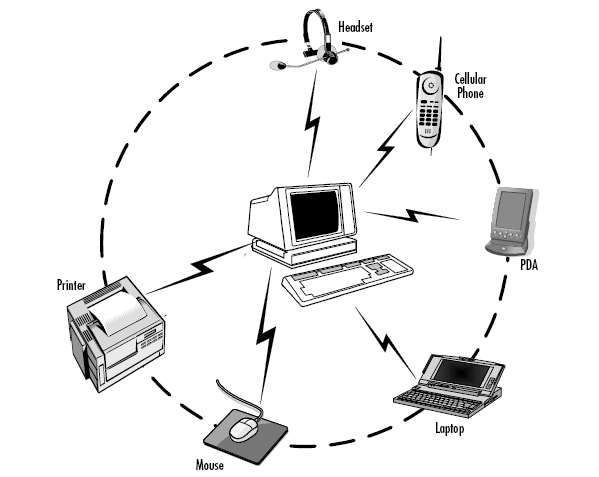 Headset
Cellular
Phone
PDA
Printer
Laptop
Mouse